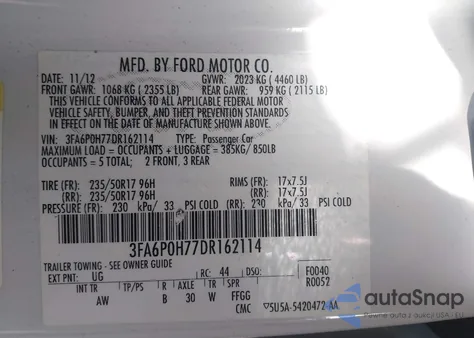 MFD. BY FORD MOTOR CO.
DATE: 11/12 GVWR: 2023 KG ( 4460 LB)
FRONT GAWR: 1068 KG ( 2355 LB) REAR GAWR: 959 KG ( 2115 LB)
THIS VEHICLE CONFORMS TO ALL APPLICABLE FEDERAL MOTOR
VEHICLE SAFETY, BUMPER, AND THEFT PREVENTION STANDARDS
IN EFFECT ON THE DATE OF MANUFACTURE SHOWN ABOVE.
VIN: 3FA6P0H77DR162114 TYPE: Passenger Car
MAXIMUM LOAD = OCCUPANTS + LUGGAGE = 385KG/ 850LB
OCCUPANTS = 5 TOTAL; 2 FRONT, 3 REAR
TIRE (FR): 235/50R17 96H RIMS (FR): 17x7.5J
(RR): 235/50R17 96H (RR): 17x7.5J
PRESSURE (FR): 230 kPa/ 33 PSI COLD (RR) 230 kPa/ 33 PSI COLD
3FA6P0H77DR162114
TRAILER TOWING - SEE OWNER GUIDE
EXT PNT: UG RC: 44 DSO: F0040
R0052
INT TR TP/PS R AXLE TR SPR
AW B 30 W FFGG
CMC 5U5A-5420472-AA
autaSnap